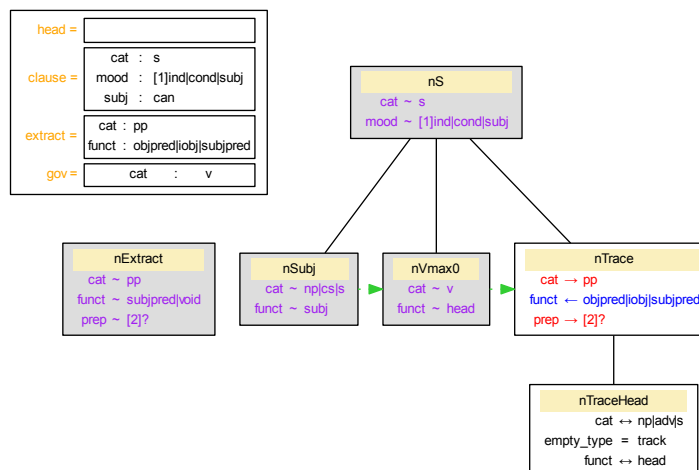 head =
clause =
cat : s
mood : [1]ind|cond|subj
subj : can
extract =
cat : pp
funct : objpred|iobj|subjpred
gov =
cat : v
nS
cat ~ s
mood ~ [1]ind|cond|subj
nExtract
cat ~ pp
funct ~ subjpred|void
prep ~ [2]?
nSubj
cat ~ np|cs|s
funct ~ subj
nVmax0
cat ~ v
funct ~ head
nTrace
cat → pp
funct ← objpred|iobj|subjpred
prep → [2]?
nTraceHead
cat ↔ np|adv|s
empty_type = track
funct ↔ head